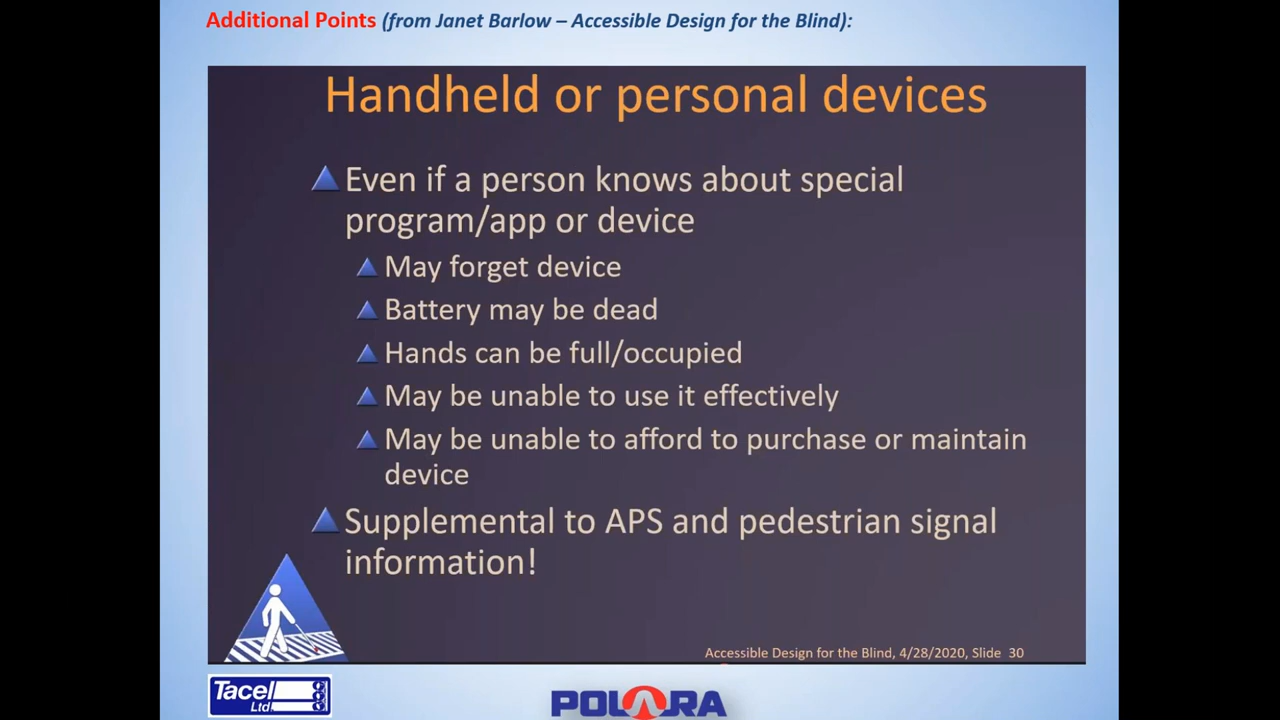 Additional Points (from Janet Barlow – Accessible Design for the Blind):
Handheld or personal devices
Even if a person knows about special
program/app or device
May forget device
Battery may be dead
Hands can be full/occupied
May be unable to use it effectively
May be unable to afford to purchase or maintain
device
Supplemental to APS and pedestrian signal
information!
Accessible Design for the Blind, 4/28/2020, Slide 30
Tacel
Ltd.
POLARA